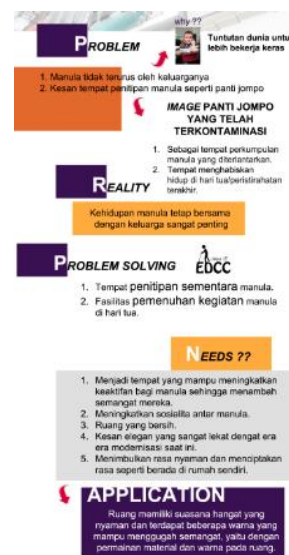 why ??
PROBLEM
Tuntutan dunia untu
lebih bekerja keras
1. Manula tidak terurus oleh keluarganya
2. Kesan tempat penitipan manula seperti panti jompo
IMAGE PANTI JOMPO
YANG TELAH
TERKONTAMINASI
1. Sebagai tempat perkumpulan
manula yang diterlantarkan.
2. Tempat menghabiskan
hidup di hari tua/peristirahatan
terakhir.
REALITY
Kehidupan manula tetap bersama
dengan keluarga sangat penting
PROBLEM SOLVING
EDCC
1. Tempat penitipan sementara manula.
2. Fasilitas pemenuhan kegiatan manula
di hari tua.
NEEDS ??
1. Menjadi tempat yang mampu meningkatkan
keaktifan bagi manula sehingga menambah
semangat mereka.
2. Meningkatkan sosialita antar manula.
3. Ruang yang bersih.
4. Kesan elegan yang sangat lekat dengat era
era modernisasi saat ini.
5. Menimbulkan rasa nyaman dan menciptakan
rasa seperti berada di rumah sendiri.
APPLICATION
Ruang memiliki suasana hangat yang
nyaman dan terdapat beberapa warna yang
mampu menggugah semangat, yaitu dengan
permainan material dan warna pada ruang.